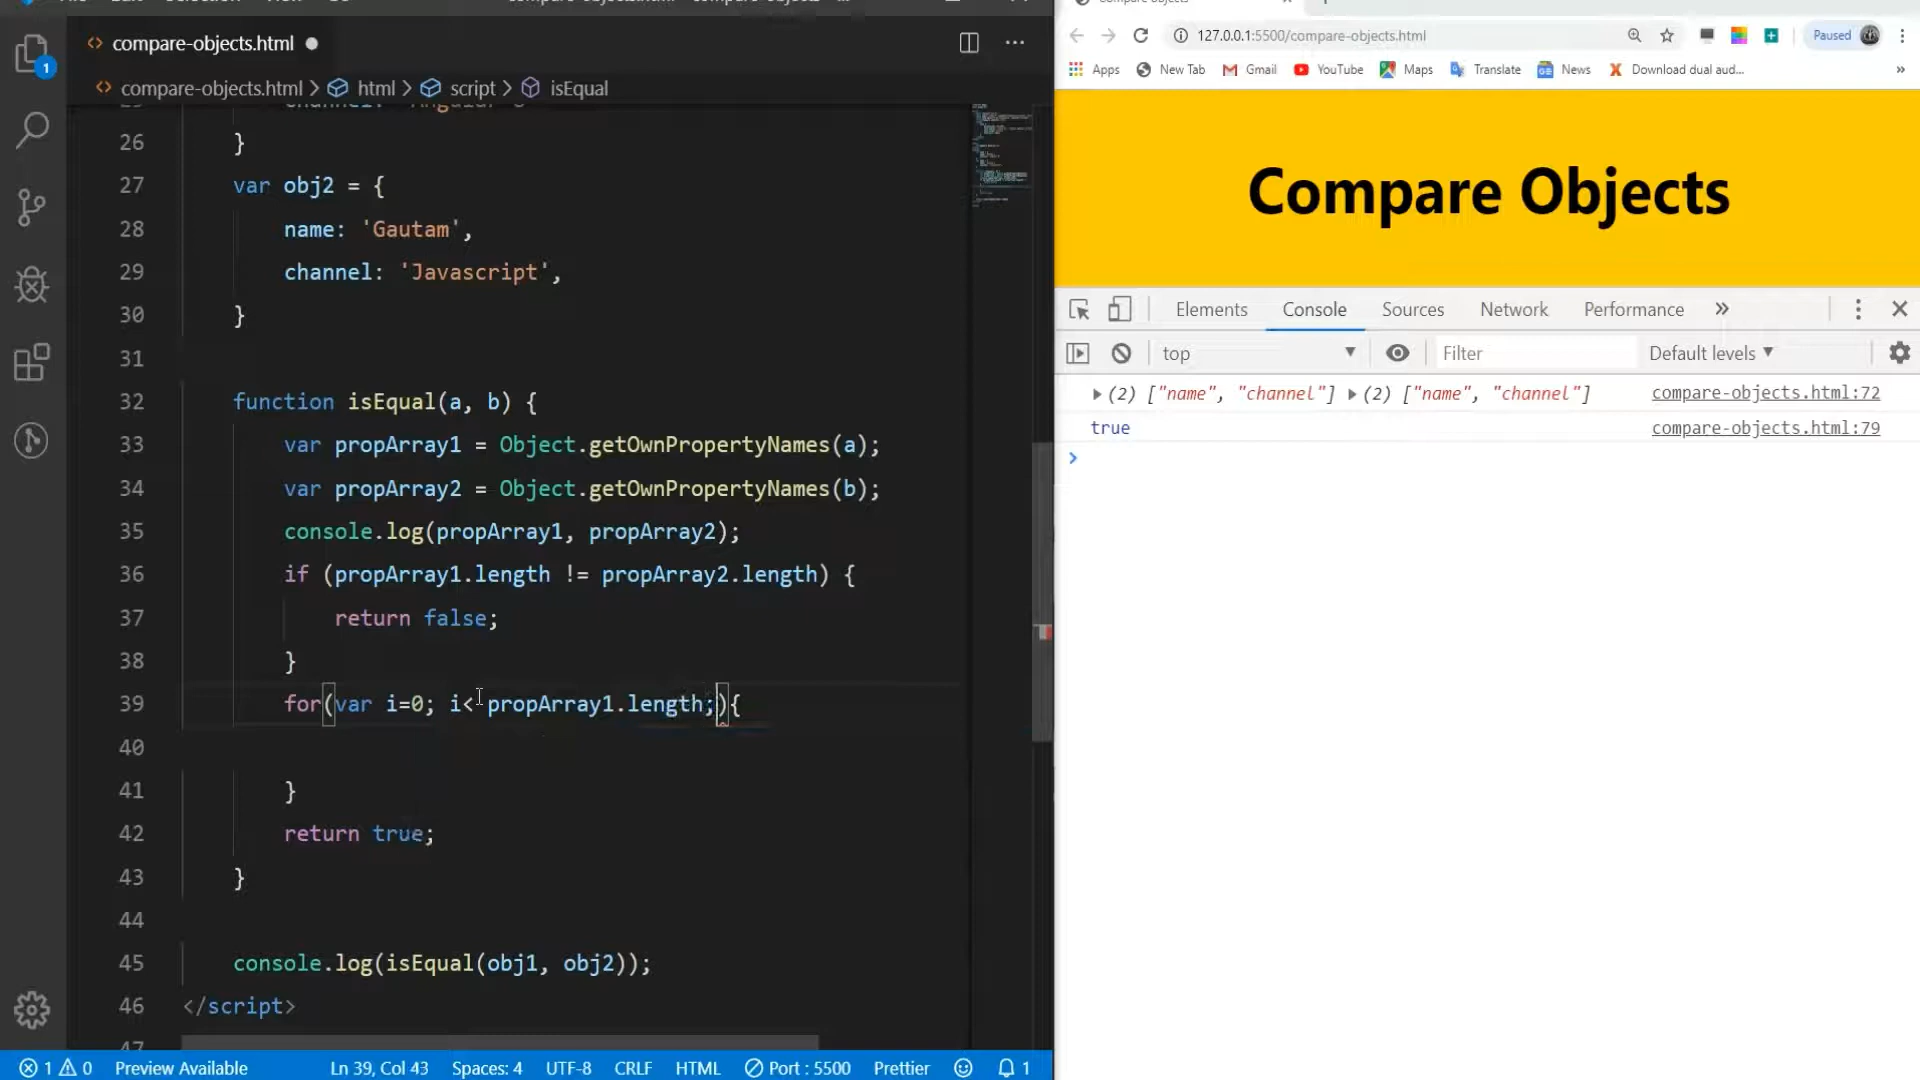 compare-objects.html
compare-objects.html > html > script > isEqual
26 }
27 var obj2 = {
28 name: 'Gautam',
29 channel: 'Javascript',
30 }
31
32 function isEqual(a, b) {
33 var propArray1 = Object.getOwnPropertyNames(a);
34 var propArray2 = Object.getOwnPropertyNames(b);
35 console.log(propArray1, propArray2);
36 if (propArray1.length != propArray2.length) {
37 return false;
38 }
39 for(var i=0; i< propArray1.length;){
40
41 }
42 return true;
43 }
44
45 console.log(isEqual(obj1, obj2));
46 </script>
1
1 0 Preview Available Ln 39, Col 43 Spaces: 4 UTF-8 CRLF HTML Port : 5500 Prettier 1
127.0.0.1:5500/compare-objects.html Paused
Apps New Tab Gmail YouTube Maps Translate News Download dual aud... »
Compare Objects
Elements Console Sources Network Performance »
top Filter Default levels
(2) ["name", "channel"] (2) ["name", "channel"] compare-objects.html:72
true compare-objects.html:79